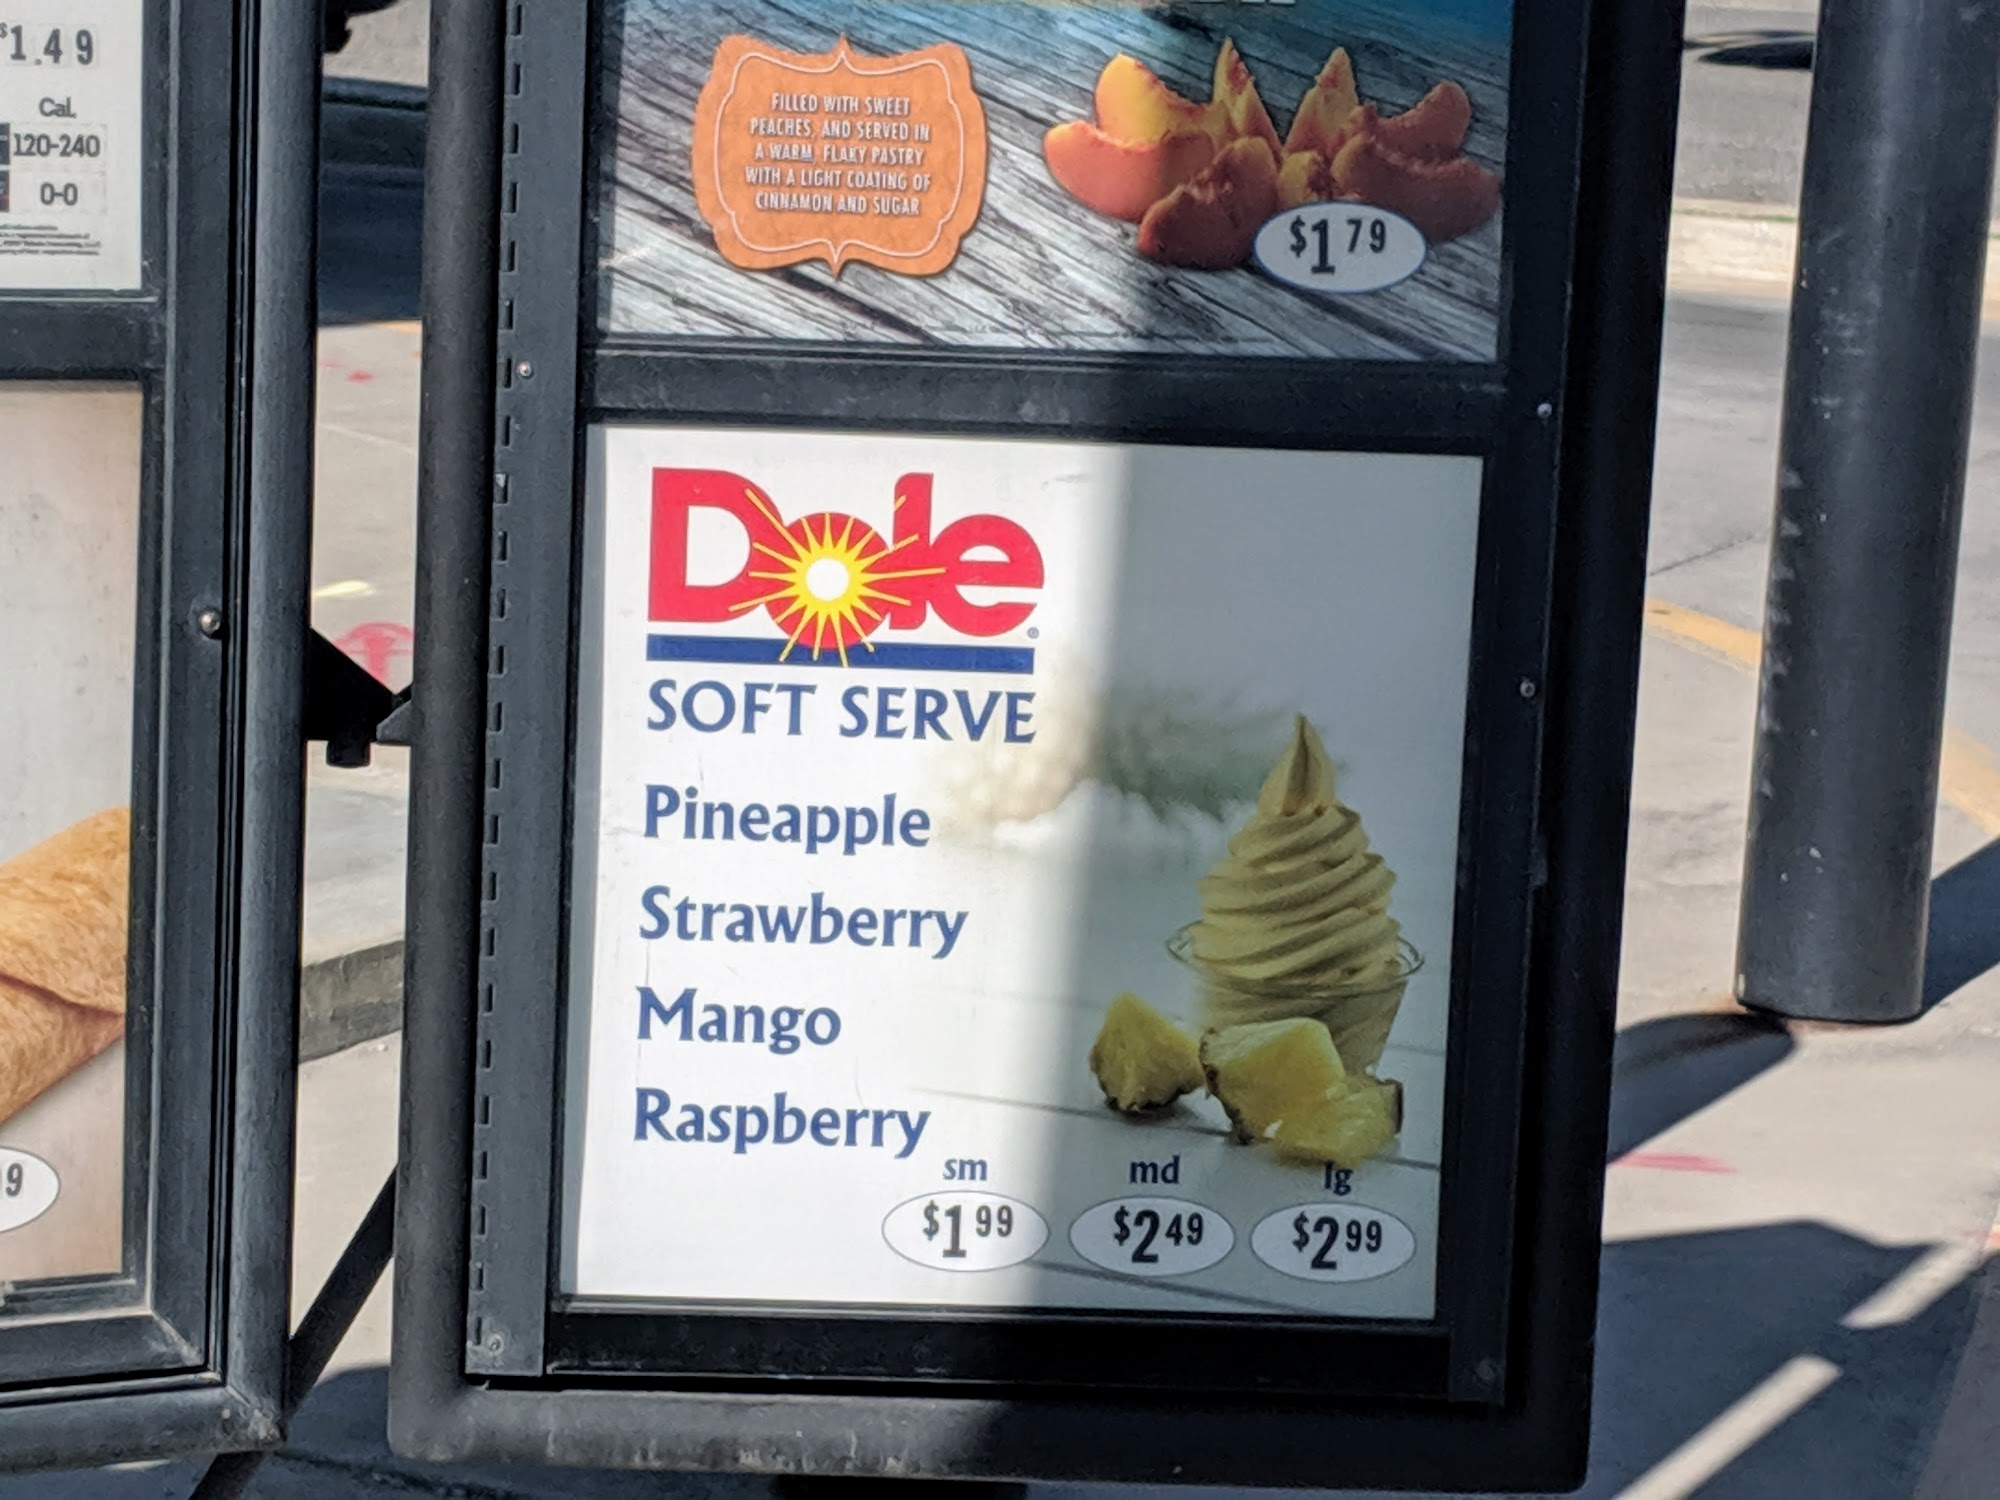 $1.49
Cal.
120-240
0-0
FILLED WITH SWEET
PEACHES, AND SERVED IN
A WARM, FLAKY PASTRY
WITH A LIGHT COATING OF
CINNAMON AND SUGAR
$1 79
Dole®
SOFT SERVE
Pineapple
Strawberry
Mango
Raspberry
sm md lg
$1 99 $2 49 $2 99
9